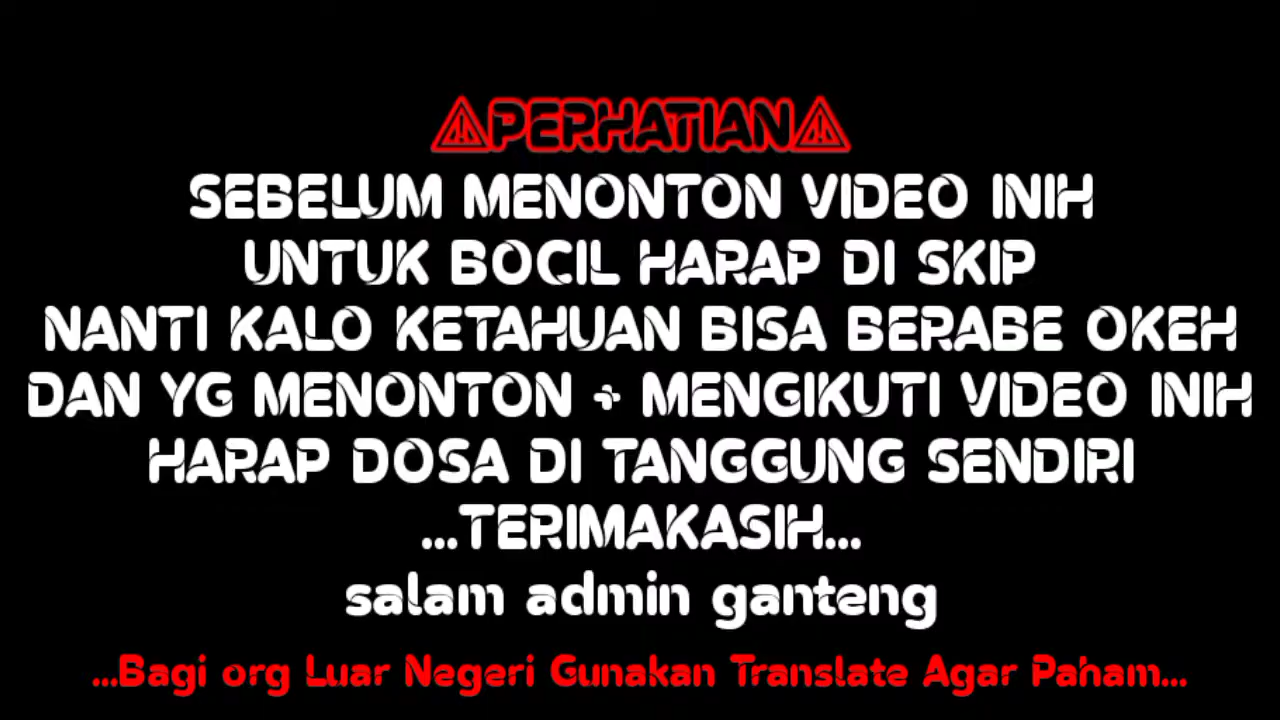 ⚠PERHATIAN⚠
SEBELUM MENONTON VIDEO INIH
UNTUK BOCIL HARAP DI SKIP
NANTI KALO KETAHUAN BISA BERABE OKEH
DAN YG MENONTON + MENGIKUTI VIDEO INIH
HARAP DOSA DI TANGGUNG SENDIRI
...TERIMAKASIH...
salam admin ganteng
...Bagi org Luar Negeri Gunakan Translate Agar Paham...